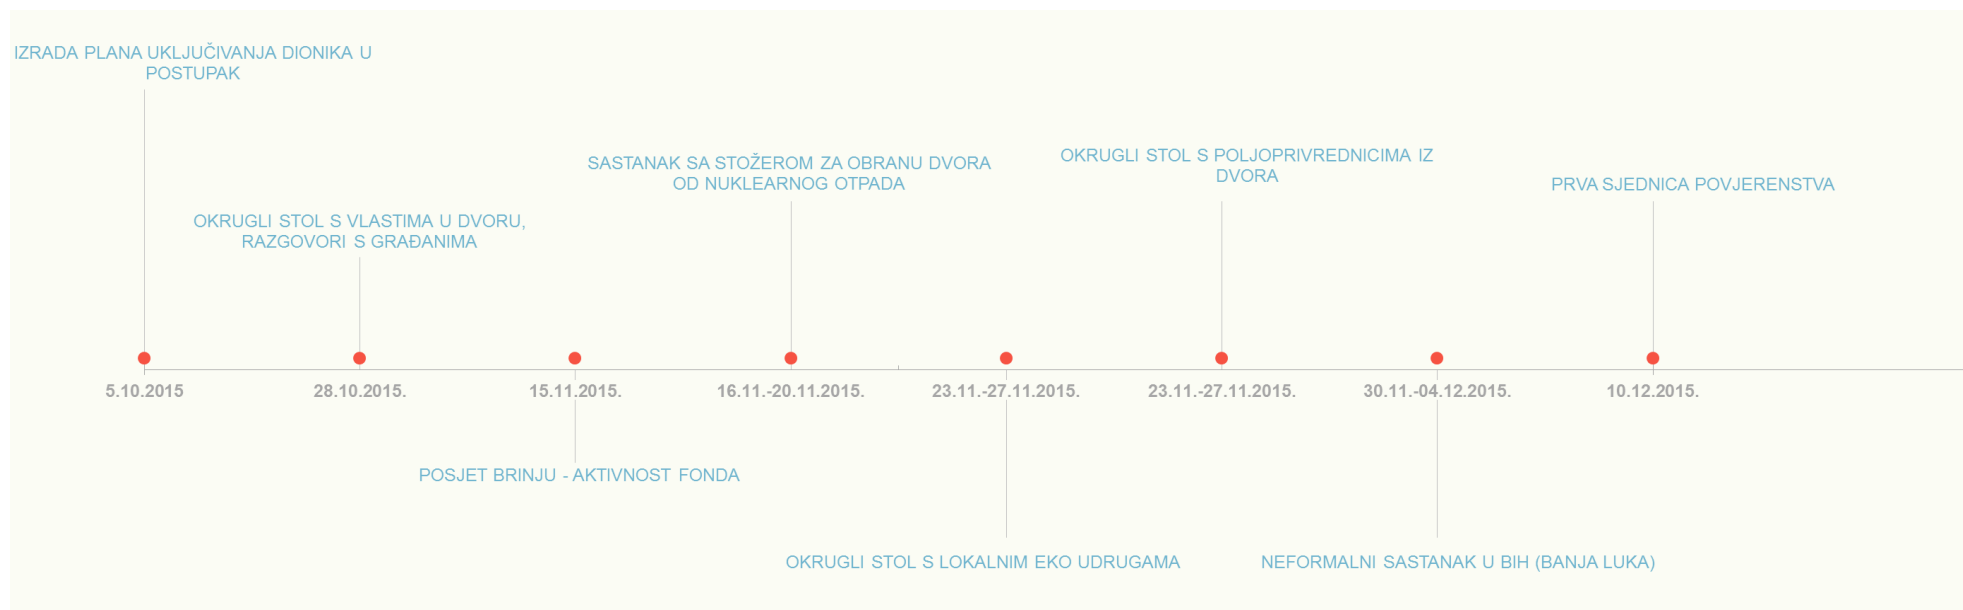 IZRADA PLANA UKLJUČIVANJA DIONIKA U
POSTUPAK
OKRUGLI STOL S VLASTIMA U DVORU,
RAZGOVORI S GRAĐANIMA
SASTANAK SA STOŽEROM ZA OBRANU DVORA
OD NUKLEARNOG OTPADA
OKRUGLI STOL S POLJOPRIVREDNICIMA IZ
DVORA
PRVA SJEDNICA POVJERENSTVA
5.10.2015
28.10.2015.
15.11.2015.
16.11.-20.11.2015.
23.11.-27.11.2015.
23.11.-27.11.2015.
30.11.-04.12.2015.
10.12.2015.
POSJET BRINJU - AKTIVNOST FONDA
OKRUGLI STOL S LOKALNIM EKO UDRUGAMA
NEFORMALNI SASTANAK U BIH (BANJA LUKA)